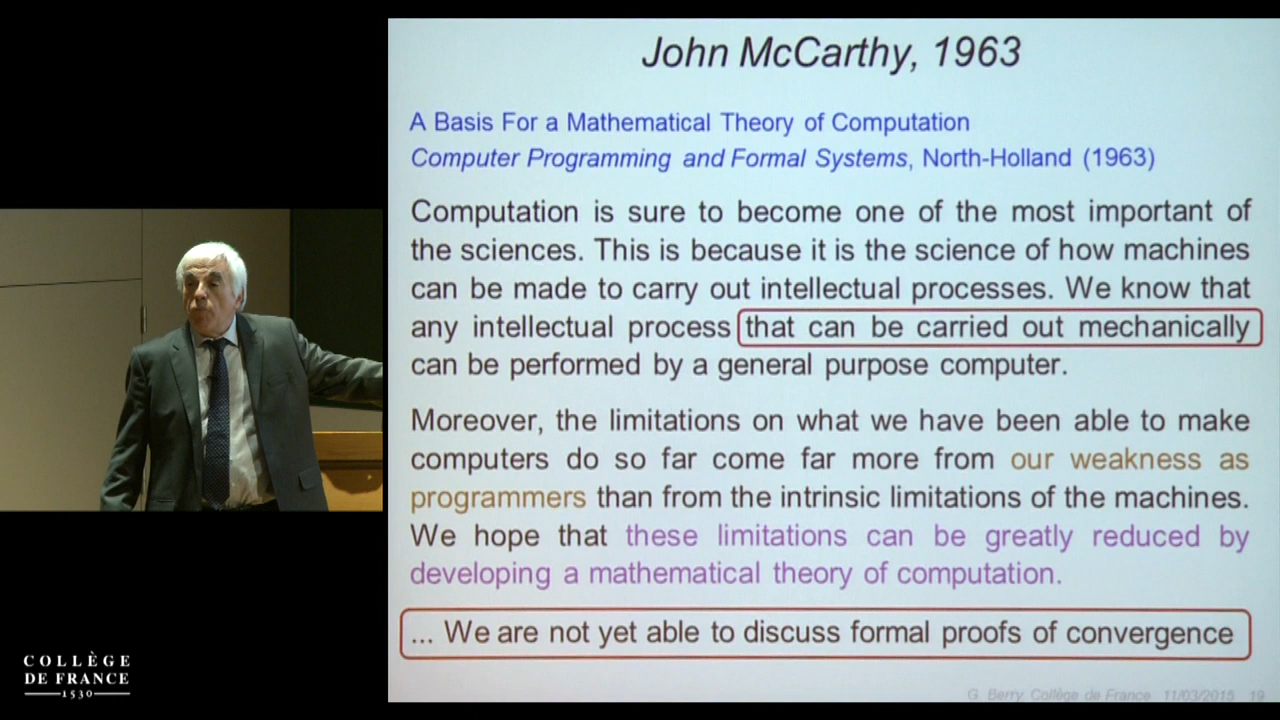 John McCarthy, 1963
A Basis For a Mathematical Theory of Computation
Computer Programming and Formal Systems, North-Holland (1963)
Computation is sure to become one of the most important of
the sciences. This is because it is the science of how machines
can be made to carry out intellectual processes. We know that
any intellectual process that can be carried out mechanically
can be performed by a general purpose computer.
Moreover, the limitations on what we have been able to make
computers do so far come far more from our weakness as
programmers than from the intrinsic limitations of the machines.
We hope that these limitations can be greatly reduced by
developing a mathematical theory of computation.
... We are not yet able to discuss formal proofs of convergence
G. Berry, Collège de France 11/03/2015 19
COLLÈGE
DE FRANCE
1530